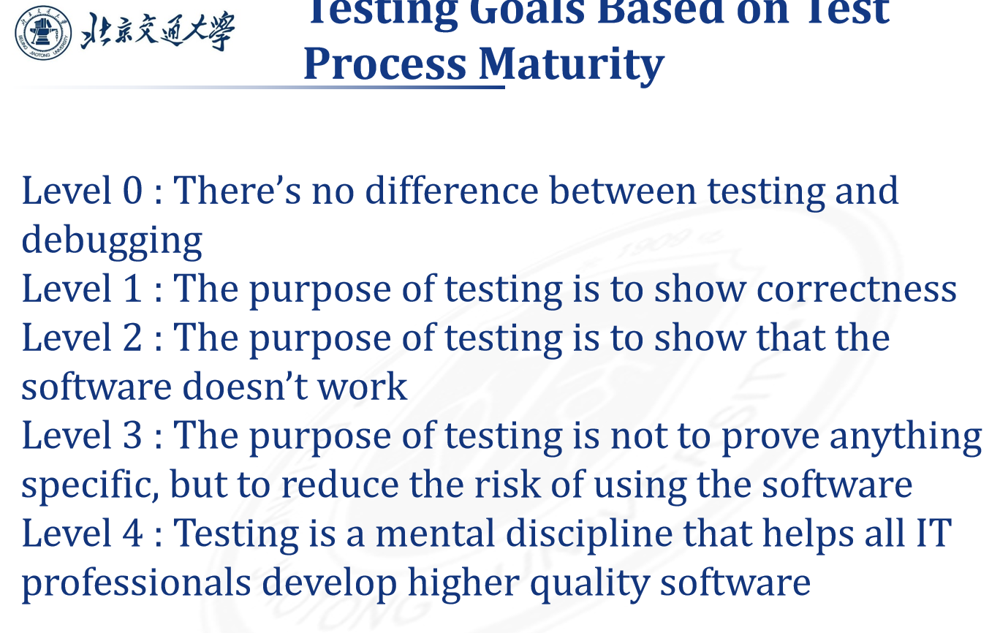 北京交通大學
BEIJING JIAOTONG UNIVERSITY
Testing Goals Based on Test
Process Maturity
Level 0 : There’s no difference between testing and
debugging
Level 1 : The purpose of testing is to show correctness
Level 2 : The purpose of testing is to show that the
software doesn’t work
Level 3 : The purpose of testing is not to prove anything
specific, but to reduce the risk of using the software
Level 4 : Testing is a mental discipline that helps all IT
professionals develop higher quality software
1909